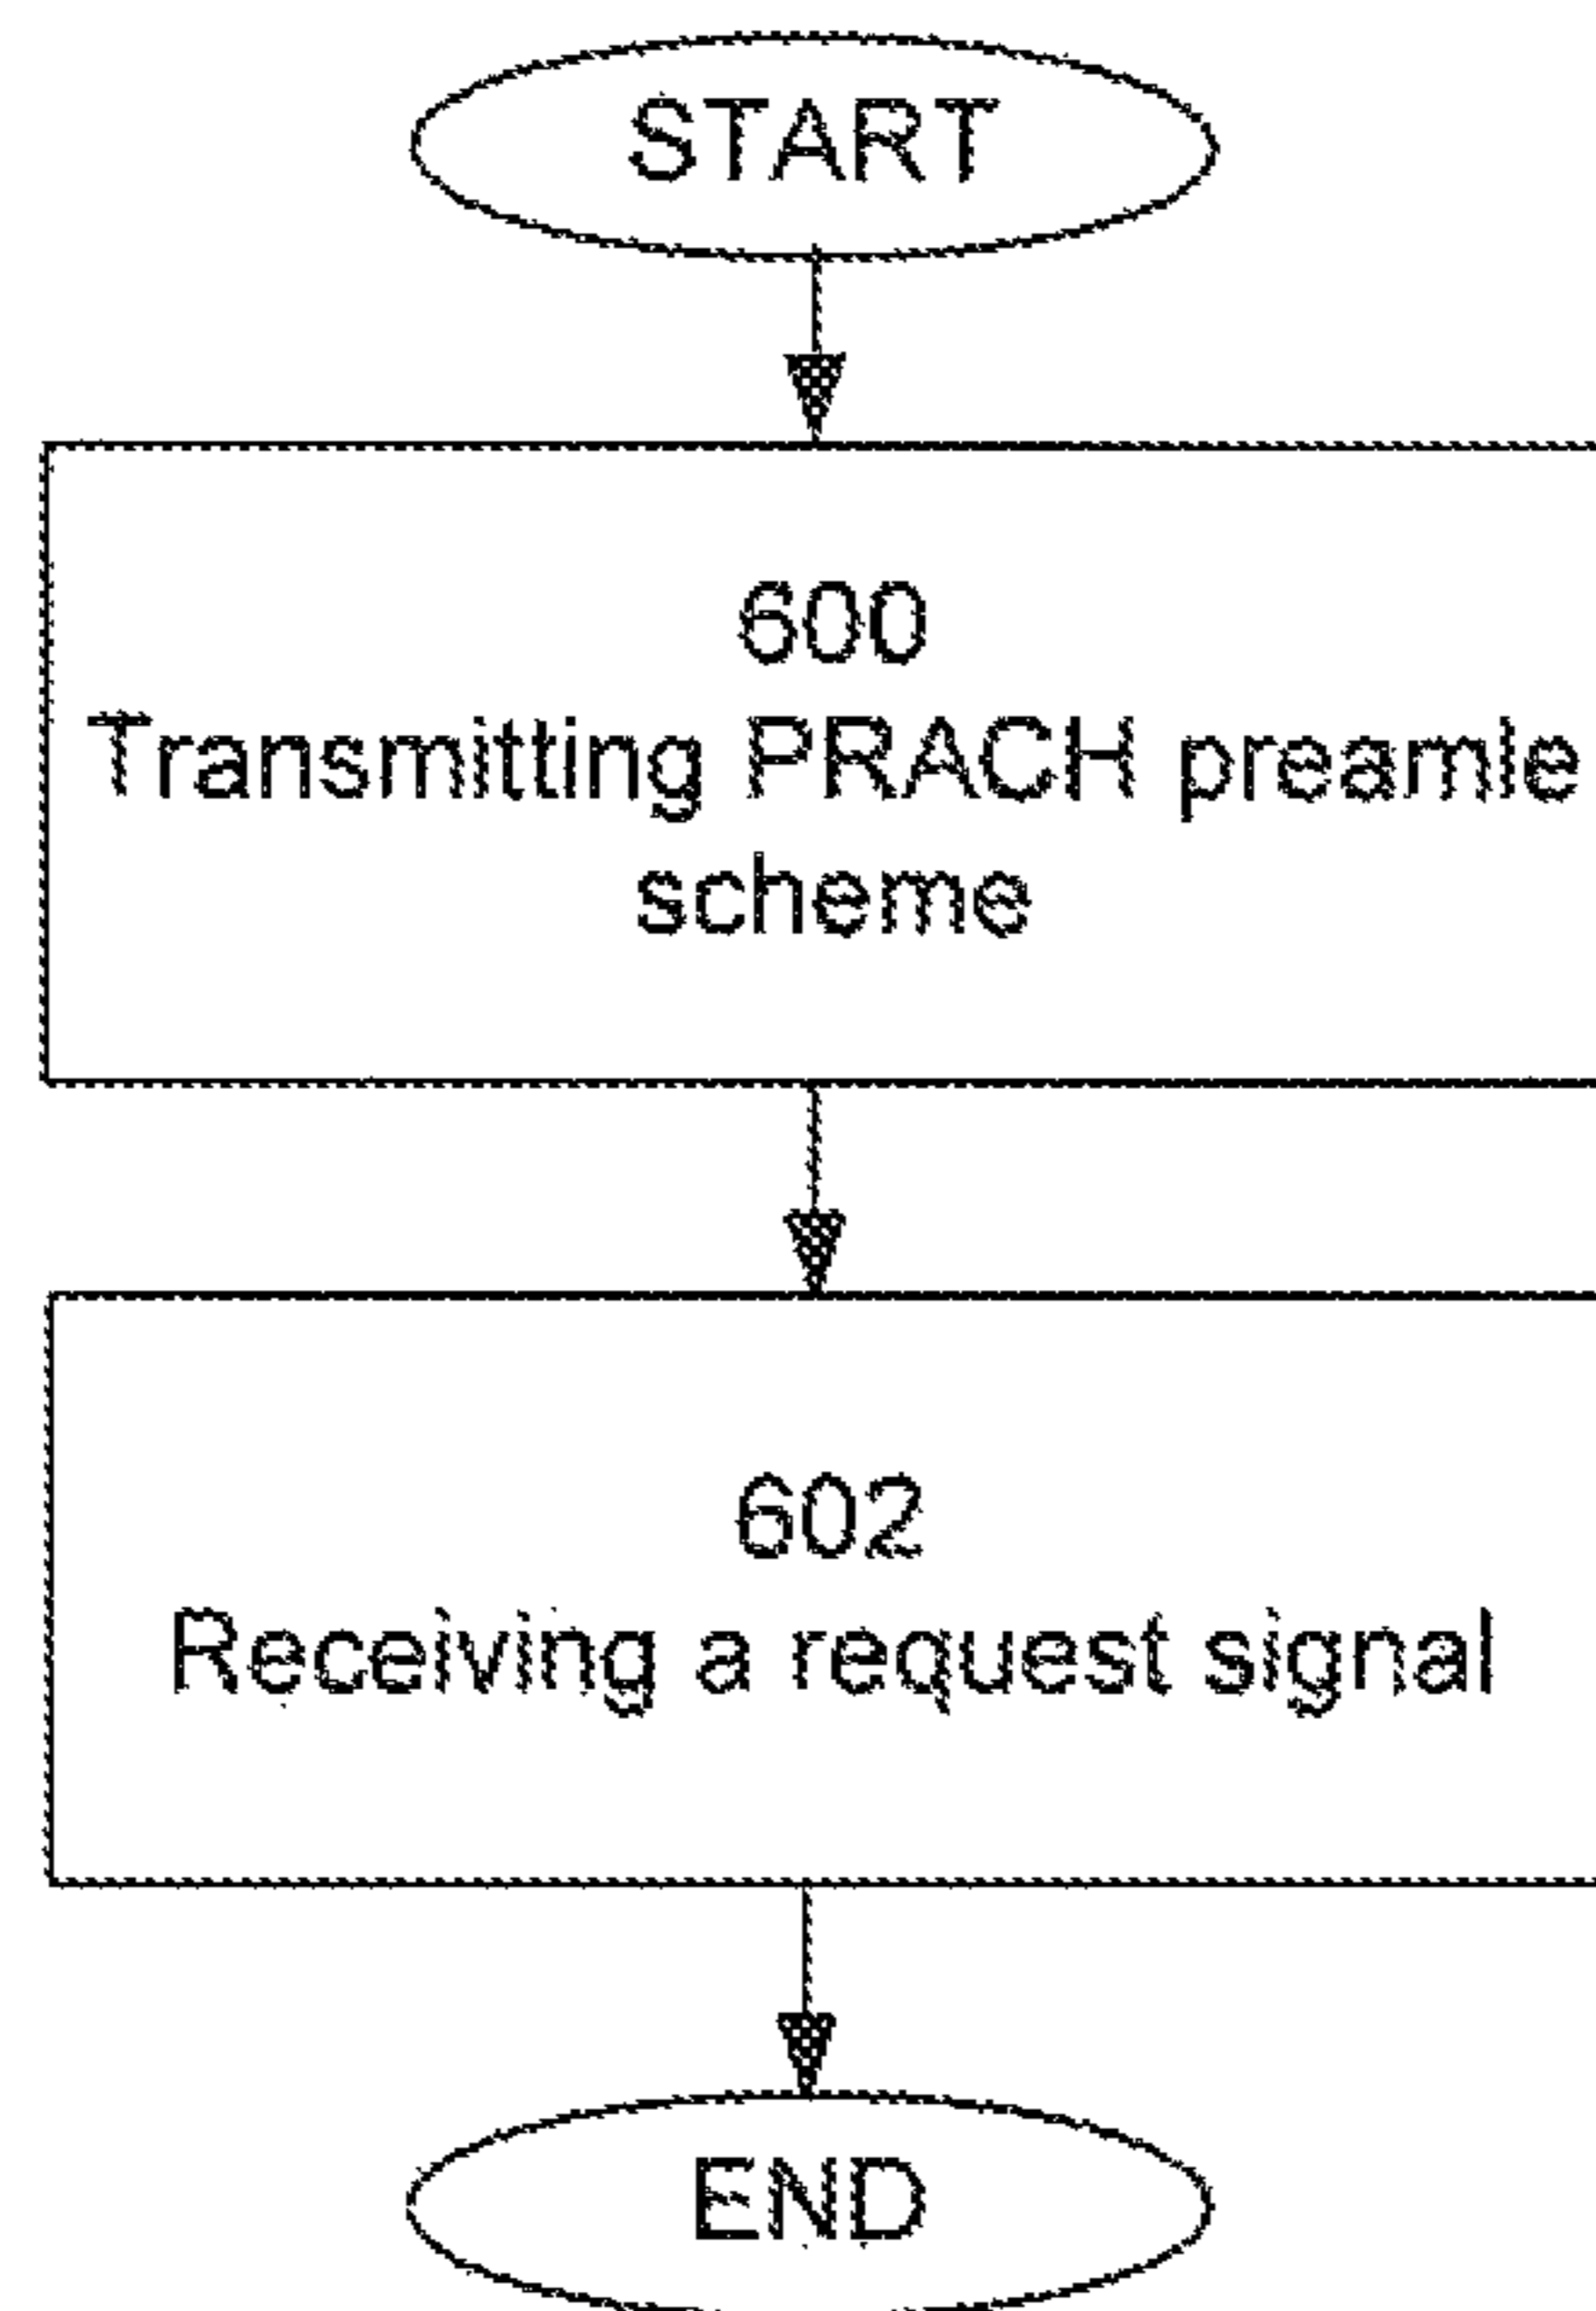 START
600
Transmitting PRACH preamle
scheme
602
Receiving a request signal
END